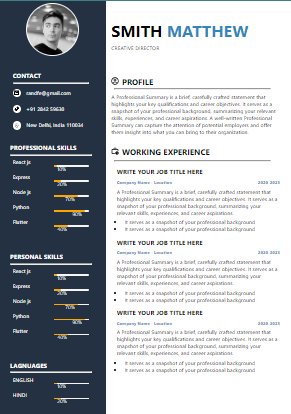 SMITH MATTHEW
CREATIVE DIRECTOR
CONTACT
randfe@gmail.com
+91 2842 59638
New Delhi, India 110034
PROFESSIONAL SKILLS
React js
10%
Express
20%
Node js
70%
Python
90%
Flutter
40%
PERSONAL SKILLS
React js
10%
Express
20%
Node js
70%
Python
90%
Flutter
40%
LAGNUAGES
ENGLISH
10%
HINDI
20%
PROFILE
A Professional Summary is a brief, carefully crafted statement that
highlights your key qualifications and career objectives. It serves as a
snapshot of your professional background, summarizing your relevant
skills, experiences, and career aspirations. A well-written Professional
Summary can capture the attention of potential employers and offer
them insight into what you can bring to their organization
WORKING EXPERIENCE
WRITE YOUR JOB TITLE HERE
Company Name Location 2020-2023
A Professional Summary is a brief, carefully crafted statement that
highlights your key qualifications and career objectives. It serves as a
snapshot of your professional background, summarizing your
relevant skills, experiences, and career aspirations.
• It serves as a snapshot of your professional background
• It serves as a snapshot of your professional background
WRITE YOUR JOB TITLE HERE
Company Name Location 2020-2023
A Professional Summary is a brief, carefully crafted statement that
highlights your key qualifications and career objectives. It serves as a
snapshot of your professional background, summarizing your
relevant skills, experiences, and career aspirations.
• It serves as a snapshot of your professional background
• It serves as a snapshot of your professional background
WRITE YOUR JOB TITLE HERE
Company Name Location 2020-2023
A Professional Summary is a brief, carefully crafted statement that
highlights your key qualifications and career objectives. It serves as a
snapshot of your professional background, summarizing your
relevant skills, experiences, and career aspirations.
• It serves as a snapshot of your professional background
• It serves as a snapshot of your professional background